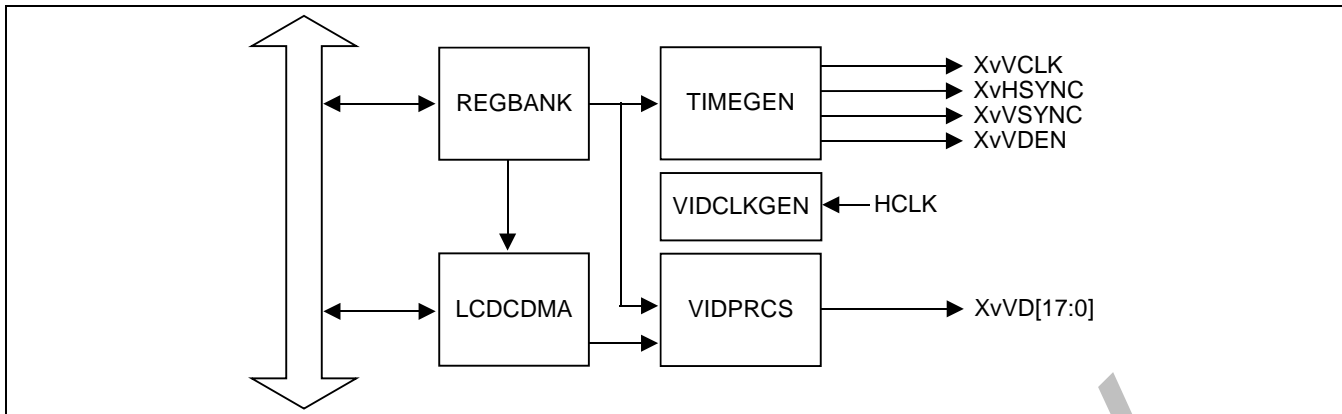 REGBANK
TIMEGEN
XvVCLK
XvHSYNC
XvVSYNC
XvVDEN
VIDCLKGEN
HCLK
LCDCDMA
VIDPRCS
XvVD[17:0]